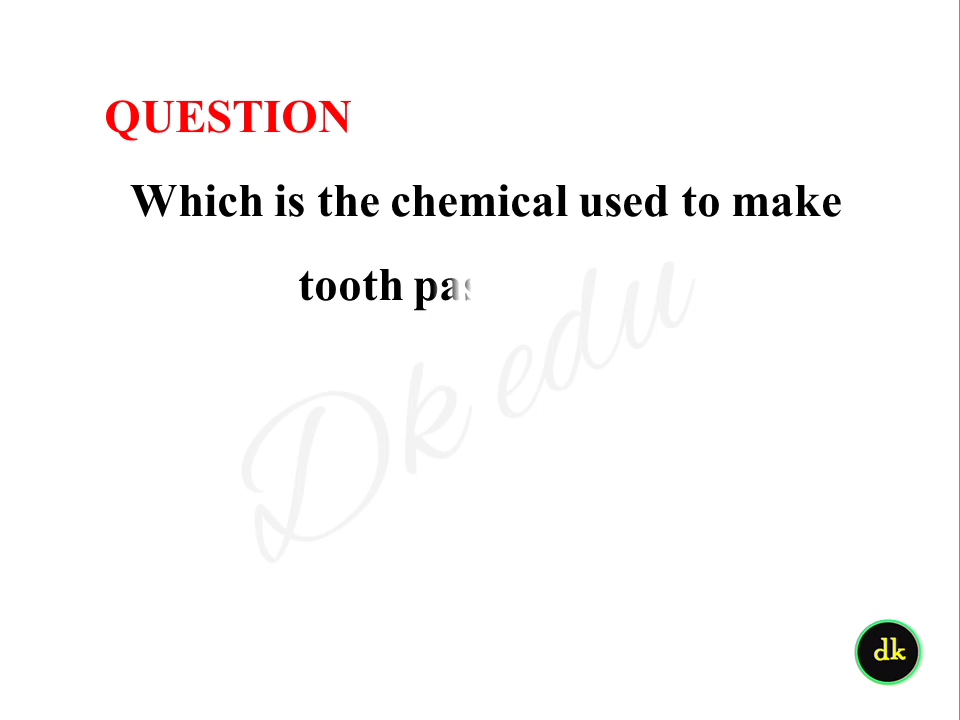 QUESTION
Which is the chemical used to make
tooth pas
Dk edu
dk